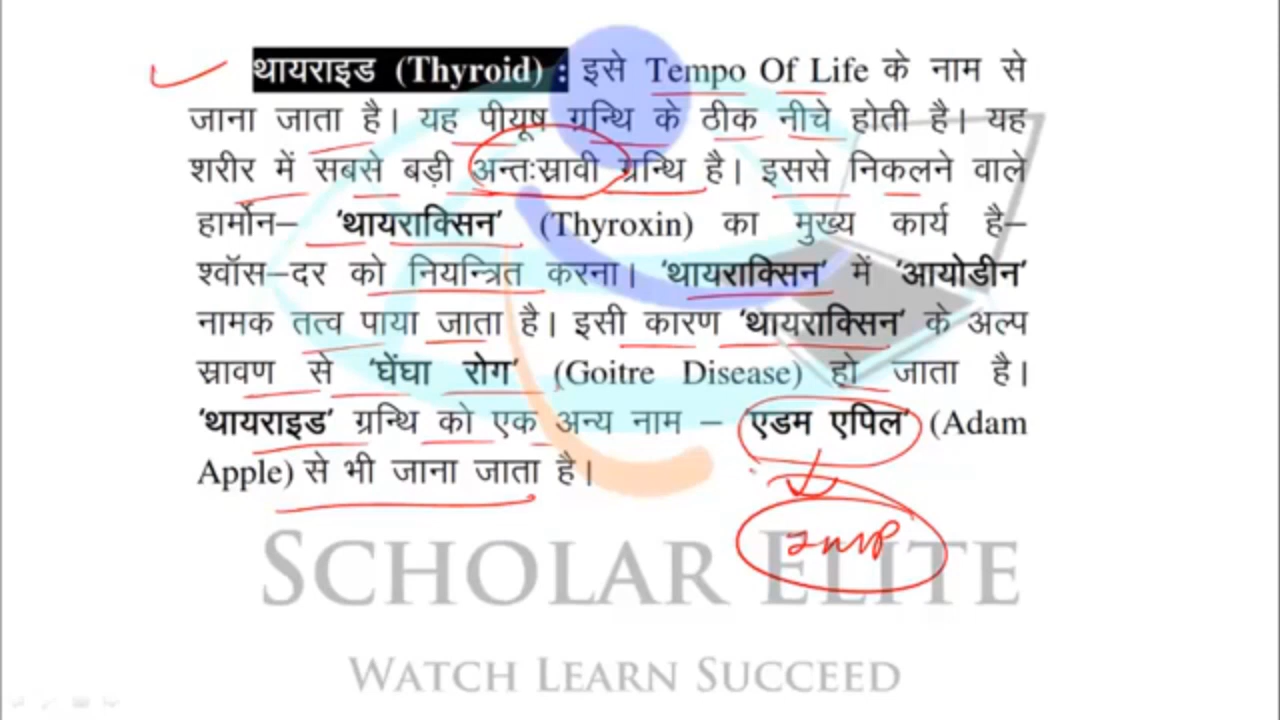 थायराइड (Thyroid) : इसे Tempo Of Life के नाम से
जाना जाता है। यह पीयूष ग्रन्थि के ठीक नीचे होती है। यह
शरीर में सबसे बड़ी अन्तःस्रावी ग्रन्थि है। इससे निकलने वाले
हार्मोन– 'थायराक्सिन' (Thyroxin) का मुख्य कार्य है–
श्वॉस–दर को नियन्त्रित करना। 'थायराक्सिन' में 'आयोडीन'
नामक तत्व पाया जाता है। इसी कारण 'थायराक्सिन' के अल्प
स्रावण से 'घेंघा रोग' (Goitre Disease) हो जाता है।
'थायराइड' ग्रन्थि को एक अन्य नाम – 'एडम एपिल' (Adam
Apple) से भी जाना जाता है।
SCHOLAR ELITE
WATCH LEARN SUCCEED